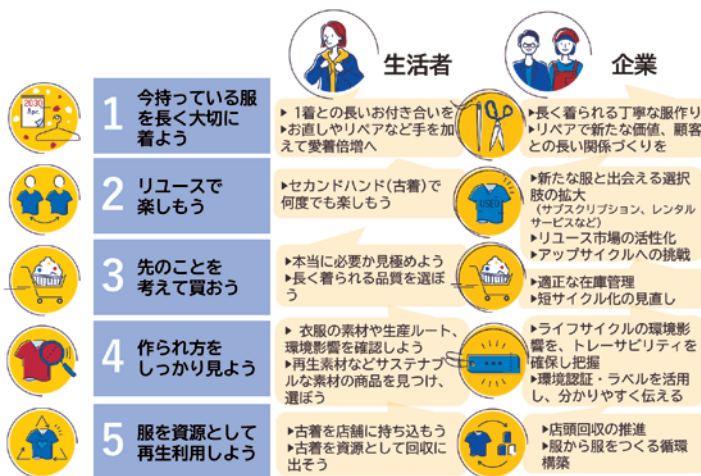 生活者
企業
2030
Apr.
1
今持っている服
を長く大切に
着よう
▶ 1着との長いお付き合いを
▶お直しやリペアなど手を加
えて愛着倍増へ
▶長く着られる丁寧な服作り
▶リペアで新たな価値、顧客
との長い関係づくりを
2
リユースで
楽しもう
▶セカンドハンド(古着)で
何度でも楽しもう
USED
▶新たな服と出会える選択
肢の拡大
(サブスクリプション、レンタル
サービスなど)
▶リユース市場の活性化
▶アップサイクルへの挑戦
3
先のことを
考えて買おう
▶本当に必要か見極めよう
▶長く着られる品質を選ぼ
う
▶適正な在庫管理
▶短サイクル化の見直し
4
作られ方を
しっかり見よう
▶ 衣服の素材や生産ルート、
環境影響を確認しよう
▶再生素材などサステナブ
ルな素材の商品を見つけ、
選ぼう
▶ライフサイクルの環境影
響を、トレーサビリティを
確保し把握
▶環境認証・ラベルを活用
し、分かりやすく伝える
5
服を資源として
再生利用しよう
▶古着を店舗に持ち込もう
▶古着を資源として回収に
出そう
▶店頭回収の推進
▶服から服をつくる循環
構築